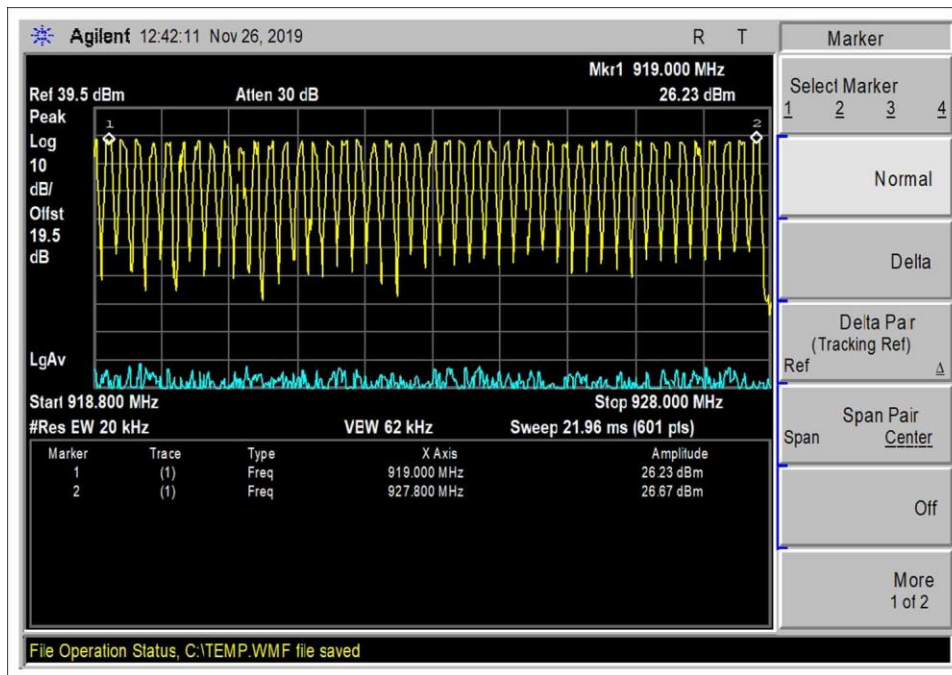 Agilent 12:42:11 Nov 26, 2019 R T
Mkr1 919.000 MHz
Ref 39.5 dBm Atten 30 dB 26.23 dBm
Peak
Log
10
dB/
Offst
19.5
dB
LgAv
1
2
Start 918.800 MHz Stop 928.000 MHz
#Res EW 20 kHz VEW 62 kHz Sweep 21.96 ms (601 pts)
Marker Trace Type X Axis Amplitude
1 (1) Freq 919.000 MHz 26.23 dBm
2 (1) Freq 927.800 MHz 26.67 dBm
File Operation Status, C:\TEMP.WMF file saved
Marker
Select Marker
1 2 3 4
Normal
Delta
Delta Pair
(Tracking Ref)
Ref Δ
Span Pair
Span Center
Off
More
1 of 2